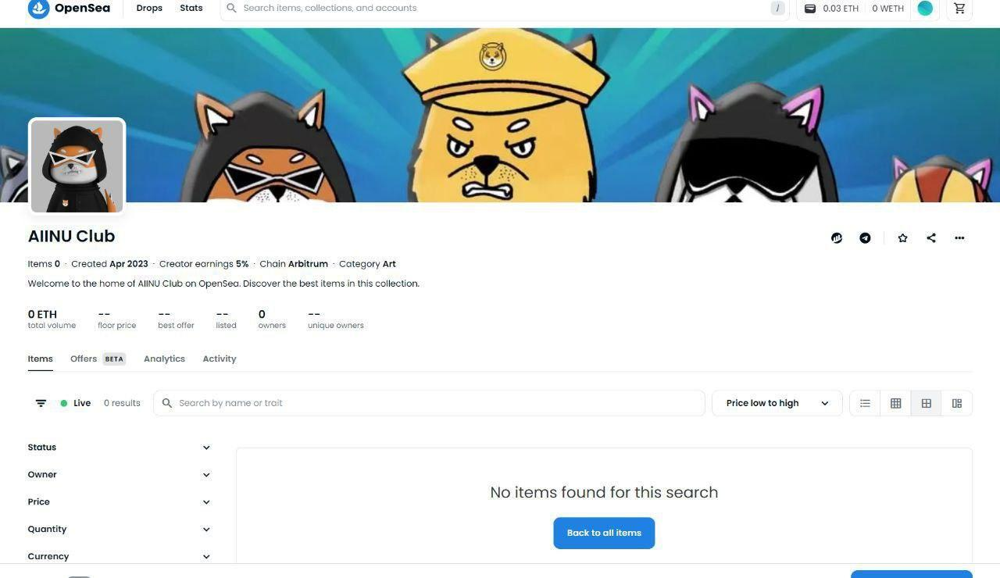 OpenSea Drops Stats Search items, collections, and accounts / 0.03 ETH 0 WETH
AIINU Club
Items 0 · Created Apr 2023 · Creator earnings 5% · Chain Arbitrum · Category Art
Welcome to the home of AIINU Club on OpenSea. Discover the best items in this collection.
0 ETH -- -- -- 0 --
total volume floor price best offer listed owners unique owners
Items Offers BETA Analytics Activity
Live 0 results Search by name or trait Price low to high
Status
Owner
No items found for this search
Price
Quantity
Back to all items
Currency